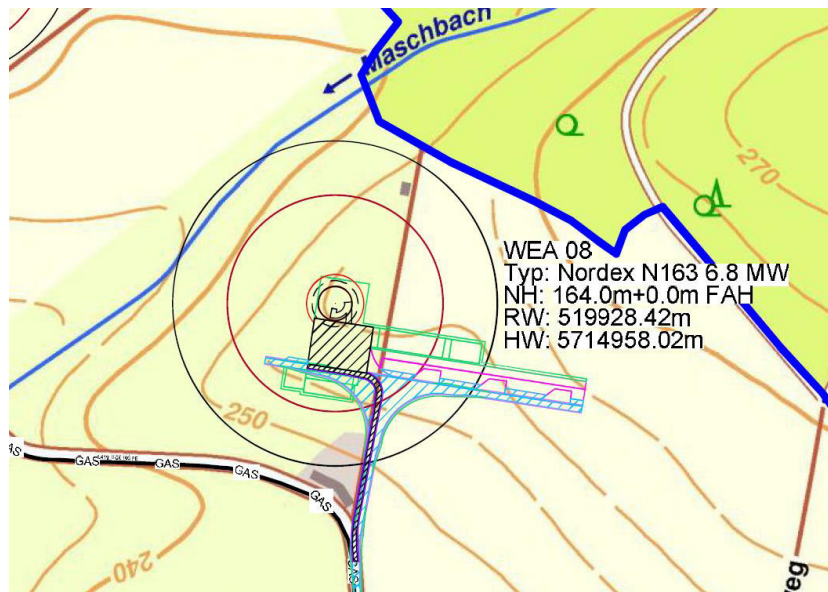 Maschbach
270
WEA 08
Typ: Nordex N163 6.8 MW
NH: 164.0m+0.0m FAH
RW: 519928.42m
HW: 5714958.02m
250
GAS
GAS
GAS
GAS
GAS
240
weg